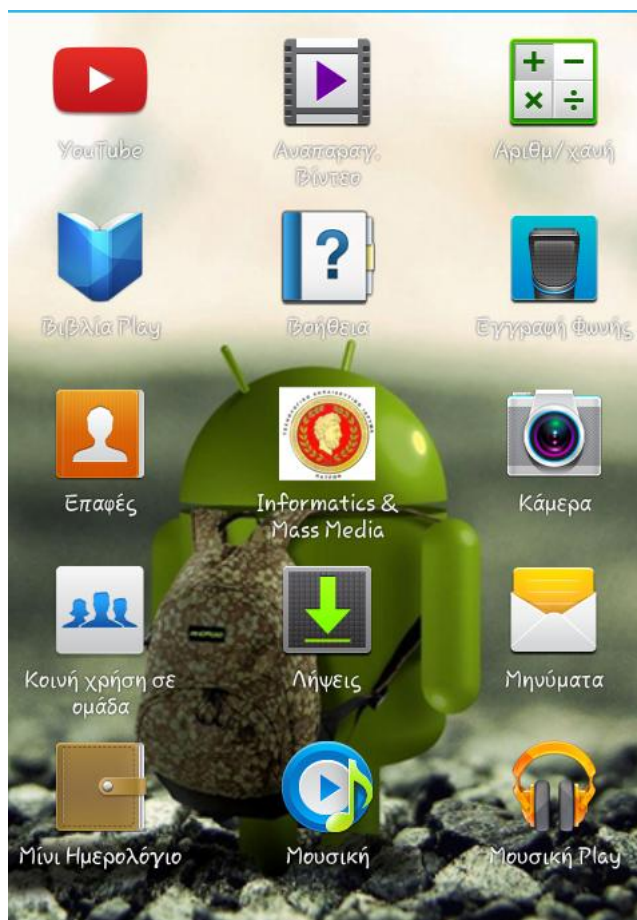 YouTube
Αναπαραγ.
Βίντεο
Αριθμ/χανή
Βιβλία Play
Βοήθεια
Εγγραφή Φωνής
Επαφές
Informatics &
Mass Media
Κάμερα
Κοινή χρήση σε
ομάδα
Λήψεις
Μηνύματα
Μίνι Ημερολόγιο
Μουσική
Μουσική Play